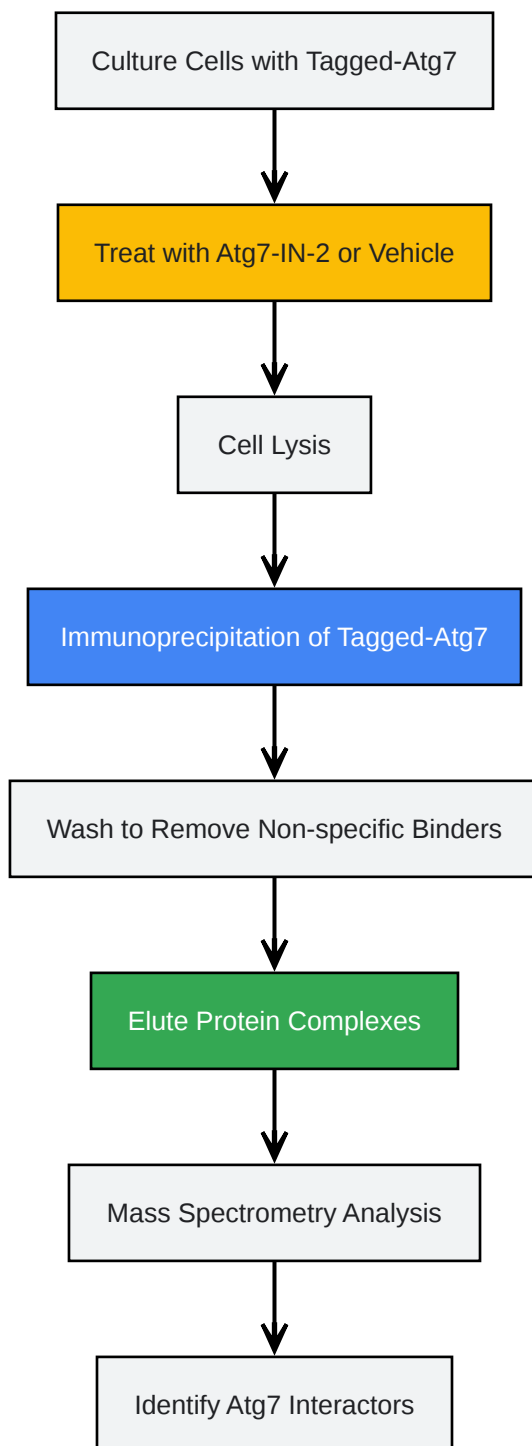 Culture Cells with Tagged-Atg7
Treat with Atg7-IN-2 or Vehicle
Cell Lysis
Immunoprecipitation of Tagged-Atg7
Wash to Remove Non-specific Binders
Elute Protein Complexes
Mass Spectrometry Analysis
Identify Atg7 Interactors